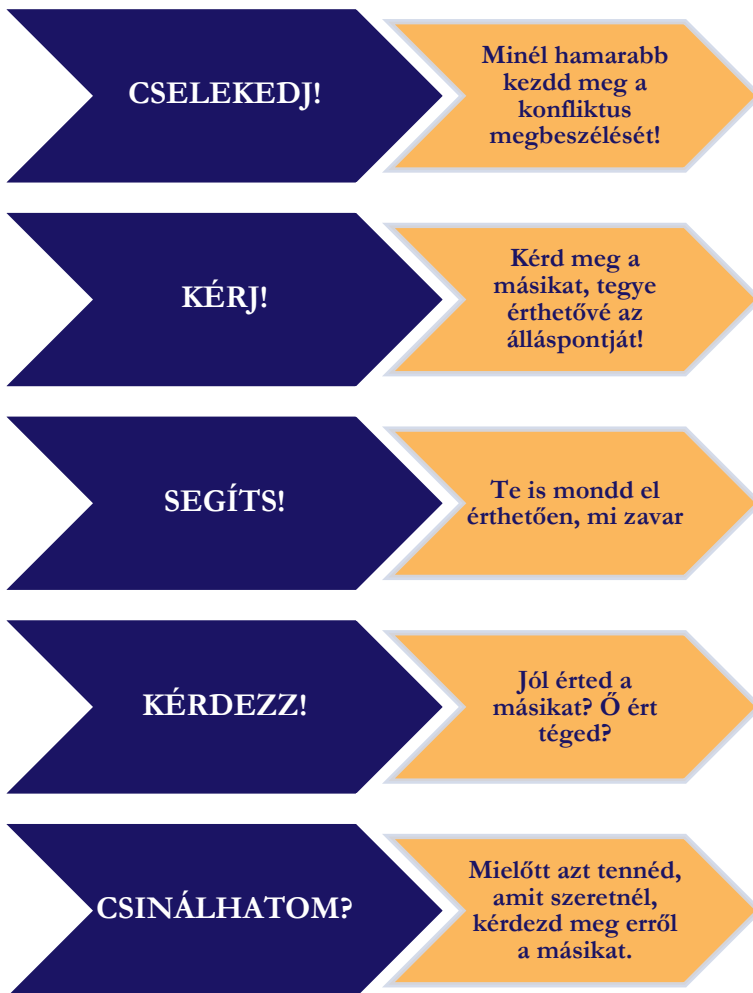 CSELEKEDJ!
Minél hamarabb
kezdd meg a
konfliktus
megbeszélését!
KÉRJ!
Kérd meg a
másikat, tegye
érthetővé az
álláspontját!
SEGÍTS!
Te is mondd el
érthetően, mi zavar
KÉRDEZZ!
Jól érted a
másikat? Ő ért
téged?
CSINÁLHATOM?
Mielőtt azt tennéd,
amit szeretnél,
kérdezd meg erről
a másikat.